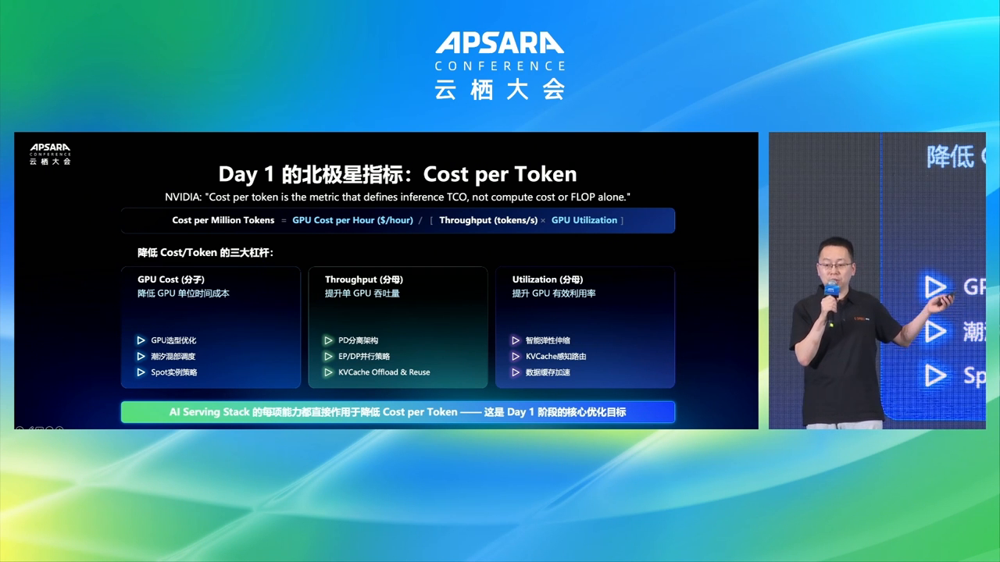 APSARA
CONFERENCE
云栖大会
APSARA
CONFERENCE
云栖大会
Day 1 的北极星指标：Cost per Token
NVIDIA: "Cost per token is the metric that defines inference TCO, not compute cost or FLOP alone."
Cost per Million Tokens = GPU Cost per Hour ($/hour) / [ Throughput (tokens/s) × GPU Utilization ]
降低 Cost/Token 的三大杠杆：
GPU Cost (分子)
降低 GPU 单位时间成本
GPU选型优化
潮汐混部调度
Spot实例策略
Throughput (分母)
提升单 GPU 吞吐量
PD分离架构
EP/DP并行策略
KVCache Offload & Reuse
Utilization (分母)
提升 GPU 有效利用率
智能弹性伸缩
KVCache感知路由
数据缓存加速
AI Serving Stack 的每项能力都直接作用于降低 Cost per Token —— 这是 Day 1 阶段的核心优化目标
降低
GP
潮
Sp